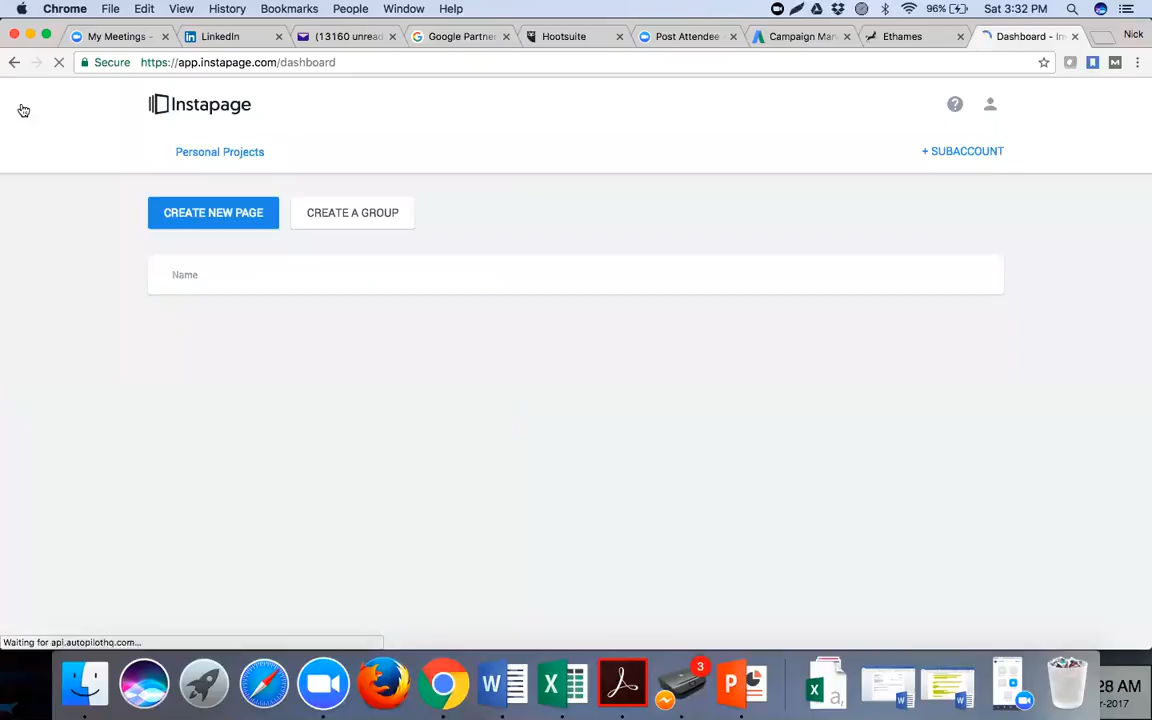 Chrome File Edit View History Bookmarks People Window Help 96% Sat 3:32 PM
My Meetings - LinkedIn (13160 unread Google Partner Hootsuite Post Attendee Campaign Man Ethames Dashboard - Ins Nick
Secure https://app.instapage.com/dashboard M
Instapage
Personal Projects + SUBACCOUNT
CREATE NEW PAGE CREATE A GROUP
Name
Waiting for api.autopilothq.com...
3
W X P X a, W W
:28 AM
r-2017